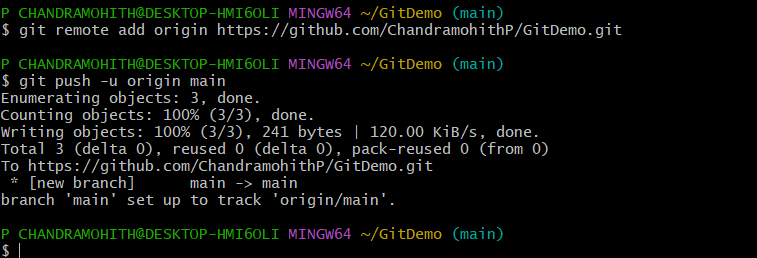 P CHANDRAMOHITH@DESKTOP-HMI6OLI MINGW64 ~/GitDemo (main)
$ git remote add origin https://github.com/ChandramohithP/GitDemo.git
P CHANDRAMOHITH@DESKTOP-HMI6OLI MINGW64 ~/GitDemo (main)
$ git push -u origin main
Enumerating objects: 3, done.
Counting objects: 100% (3/3), done.
Writing objects: 100% (3/3), 241 bytes | 120.00 KiB/s, done.
Total 3 (delta 0), reused 0 (delta 0), pack-reused 0 (from 0)
To https://github.com/ChandramohithP/GitDemo.git
 * [new branch]      main -> main
branch 'main' set up to track 'origin/main'.
P CHANDRAMOHITH@DESKTOP-HMI6OLI MINGW64 ~/GitDemo (main)
$